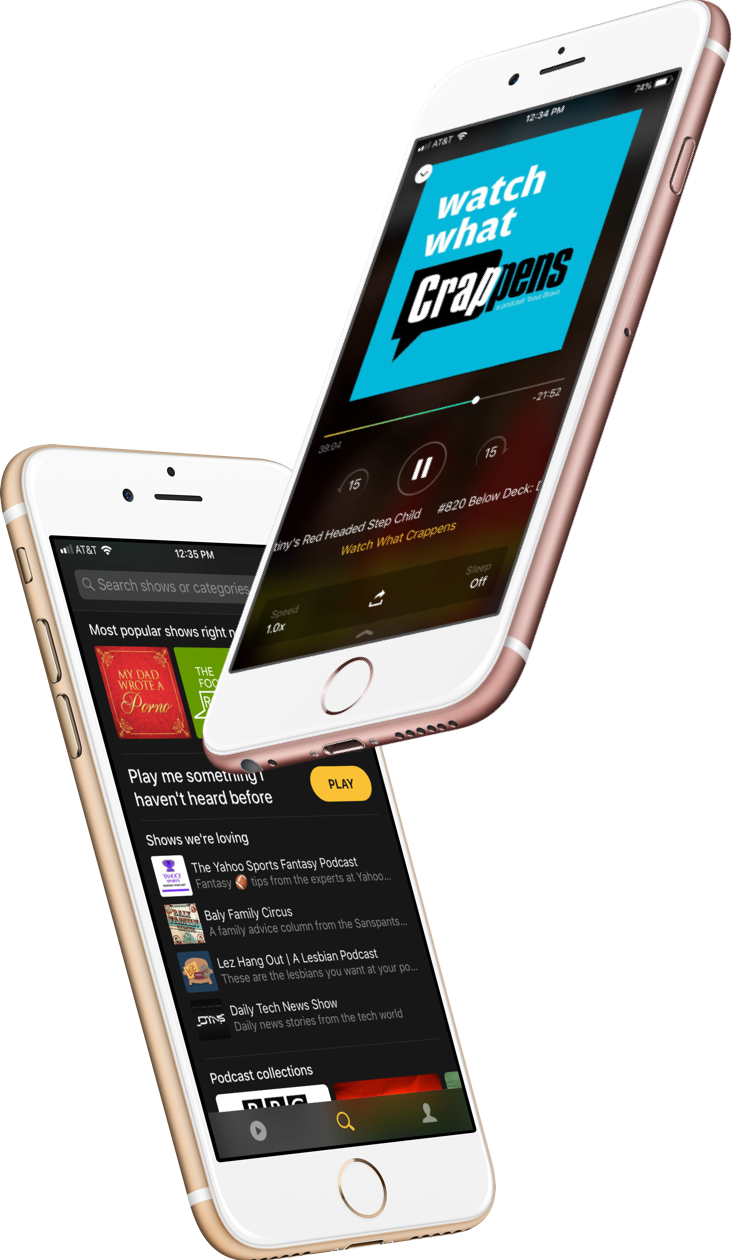 AT&T
12:34 PM
74%
watch
what
Crappens
a podcast 'bout Bravo
39:04
-21:52
15
15
tiny's Red Headed Step Child #820 Below Deck:
Watch What Crappens
Speed
1.0x
Sleep
Off
AT&T
12:35 PM
Search shows or categories
Most popular shows right
MY DAD
WROTE A
Porno
THE
Play me something I
haven't heard before
PLAY
Shows we're loving
The Yahoo Sports Fantasy Podcast
Fantasy 🏈 tips from the experts at Yahoo...
Baly Family Circus
A family advice column from the Sanspants...
Lez Hang Out | A Lesbian Podcast
These are the lesbians you want at your po...
Daily Tech News Show
Daily news stories from the tech world
Podcast collections
BBC